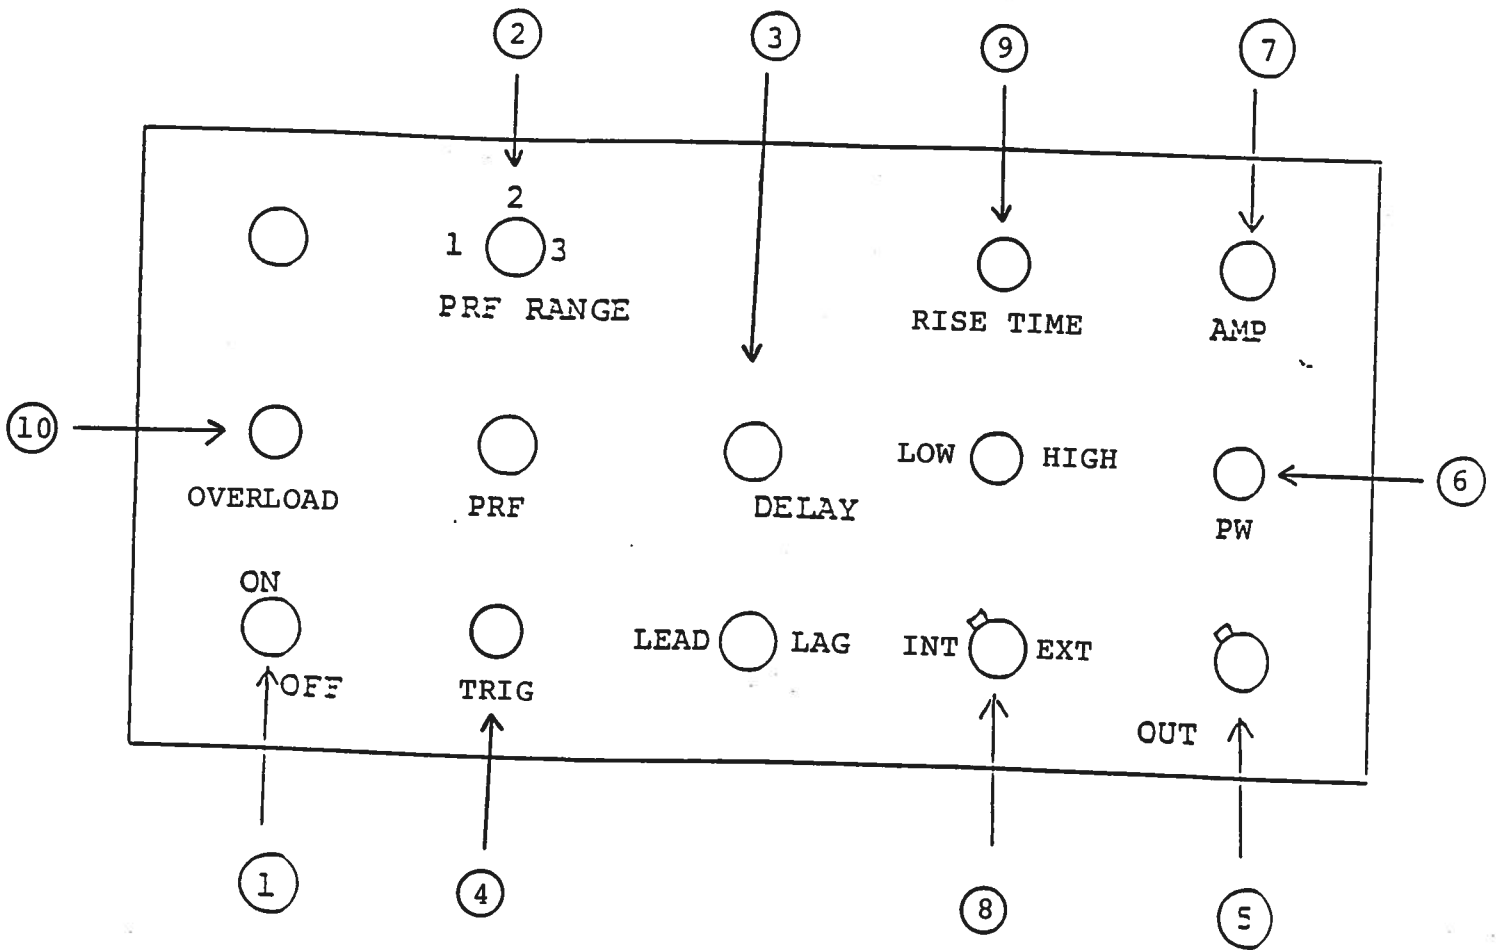 2
3
9
7
2
1
3
PRF RANGE
RISE TIME
AMP
10
LOW
HIGH
6
OVERLOAD
PRF
DELAY
PW
ON
LEAD
LAG
INT
EXT
OFF
TRIG
OUT
1
4
8
5